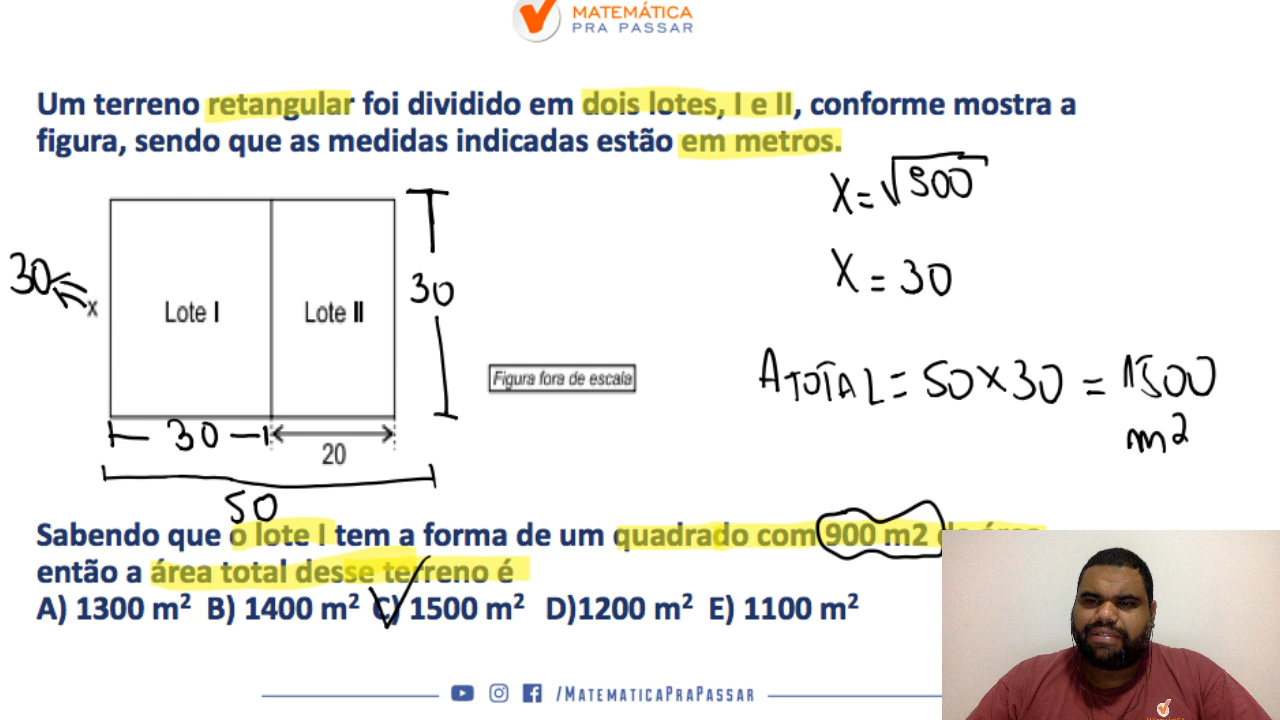 MATEMÁTICA
PRA PASSAR
Um terreno retangular foi dividido em dois lotes, I e II, conforme mostra a
figura, sendo que as medidas indicadas estão em metros.
X = √900
X = 30
30
x
Lote I
Lote II
30
Figura fora de escala
A TOTAL = 50 × 30 = 1500
m²
30
20
50
Sabendo que o lote I tem a forma de um quadrado com 900 m2 de área
então a área total desse terreno é
A) 1300 m² B) 1400 m² C) 1500 m² D)1200 m² E) 1100 m²
/MATEMATICAPRAPASSAR